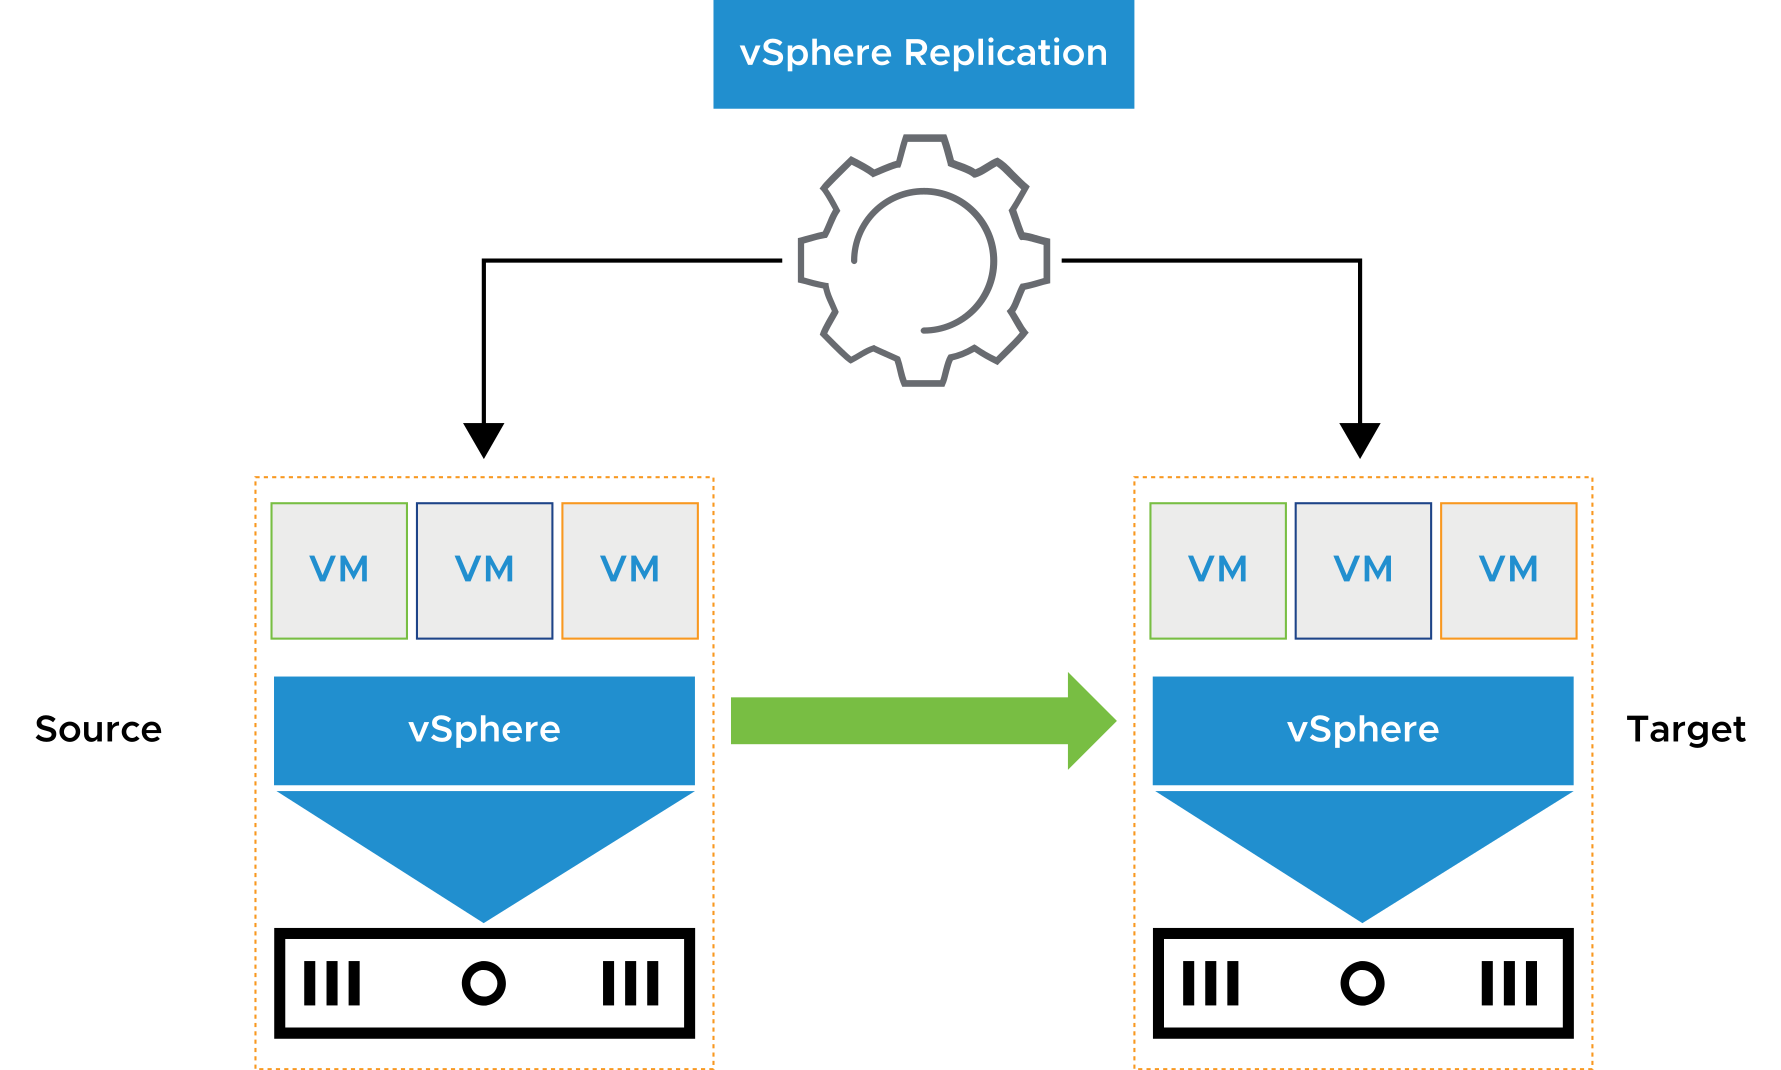 vSphere Replication
VM VM VM
VM VM VM
Source
vSphere
vSphere
Target